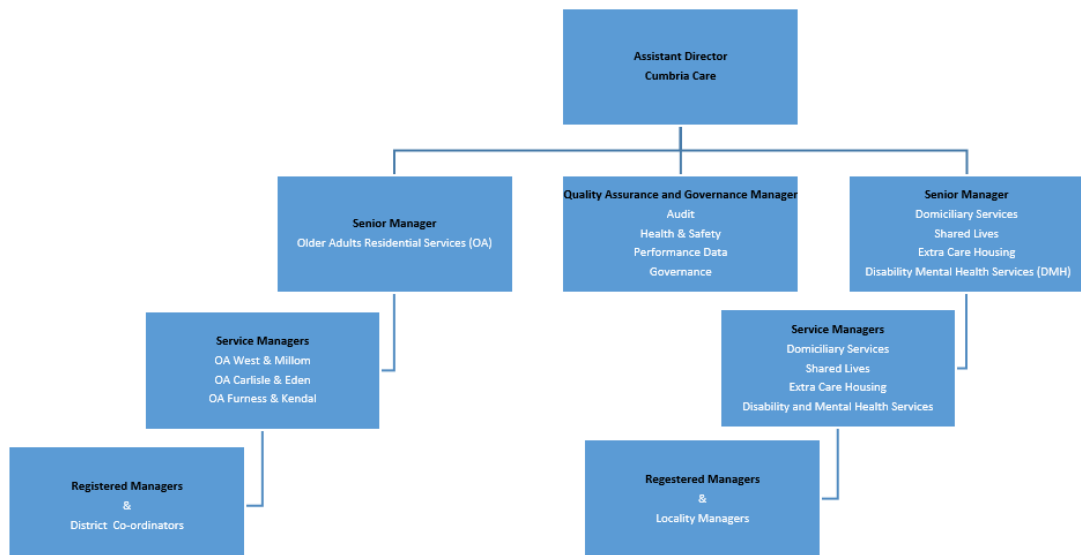 Assistant Director
Cumbria Care
Senior Manager
Older Adults Residential Services (OA)
Quality Assurance and Governance Manager
Audit
Health & Safety
Performance Data
Governance
Senior Manager
Domiciliary Services
Shared Lives
Extra Care Housing
Disability Mental Health Services (DMH)
Service Managers
OA West & Millom
OA Carlisle & Eden
OA Furness & Kendal
Service Managers
Domiciliary Services
Shared Lives
Extra Care Housing
Disability and Mental Health Services
Registered Managers
&
District Co-ordinators
Regestered Managers
&
Locality Managers